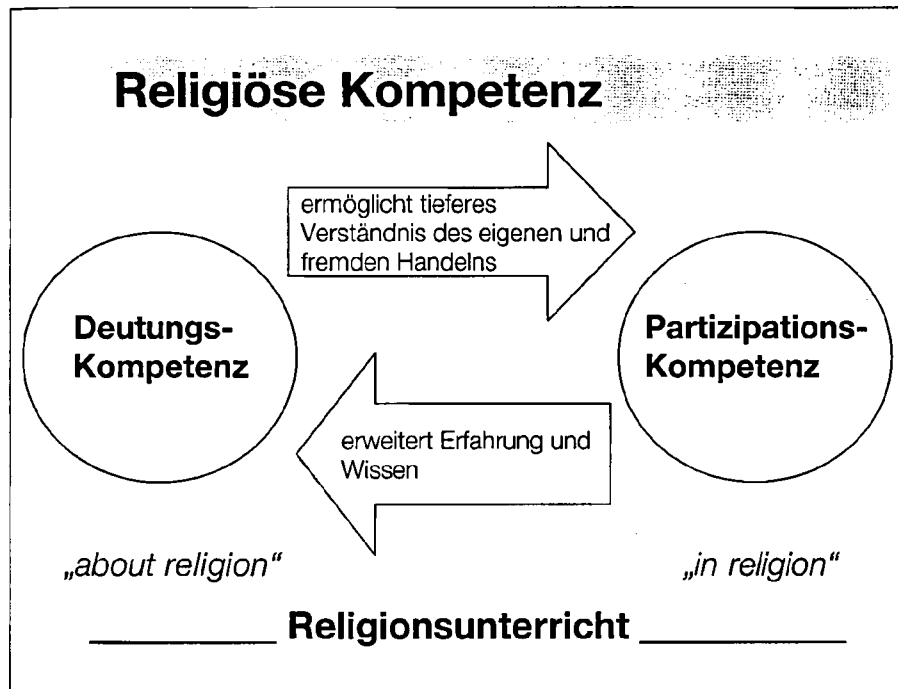 Religiöse Kompetenz
ermöglicht tieferes
Verständnis des eigenen und
fremden Handelns
Deutungs-
Kompetenz
Partizipations-
Kompetenz
erweitert Erfahrung und
Wissen
„about religion“
„in religion“
Religionsunterricht